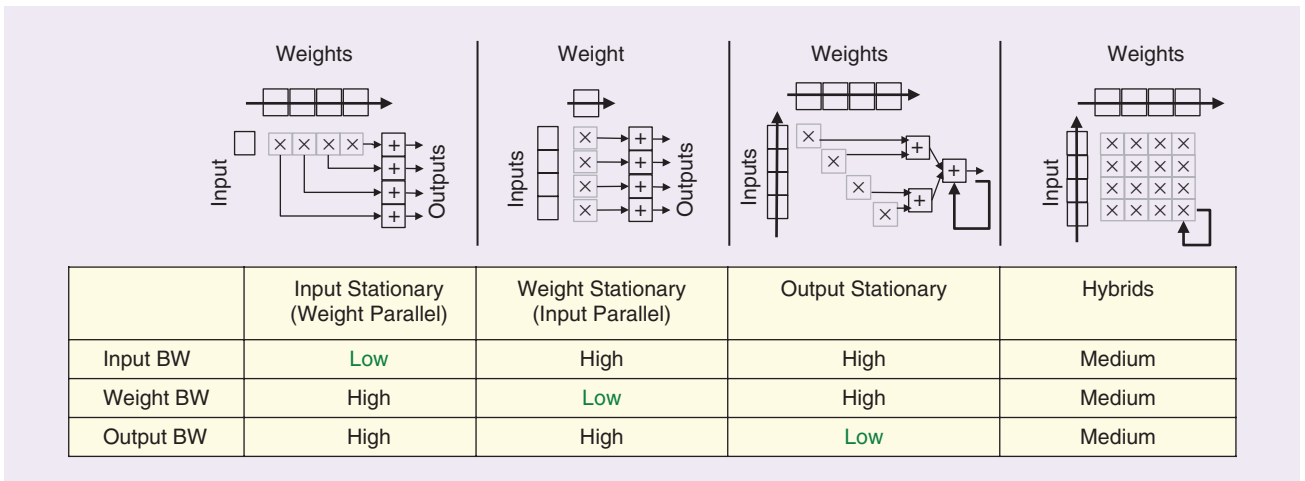 Weights
Input
× × × × +
+
+
+
Outputs
Weight
Inputs
× +
× +
× +
× +
Outputs
Weights
Inputs
×
×
×
×
+
+
+
Weights
Input
× × × ×
× × × ×
× × × ×
× × × ×
Input Stationary
(Weight Parallel)
Weight Stationary
(Input Parallel)
Output Stationary
Hybrids
Input BW Low High High Medium
Weight BW High Low High Medium
Output BW High High Low Medium